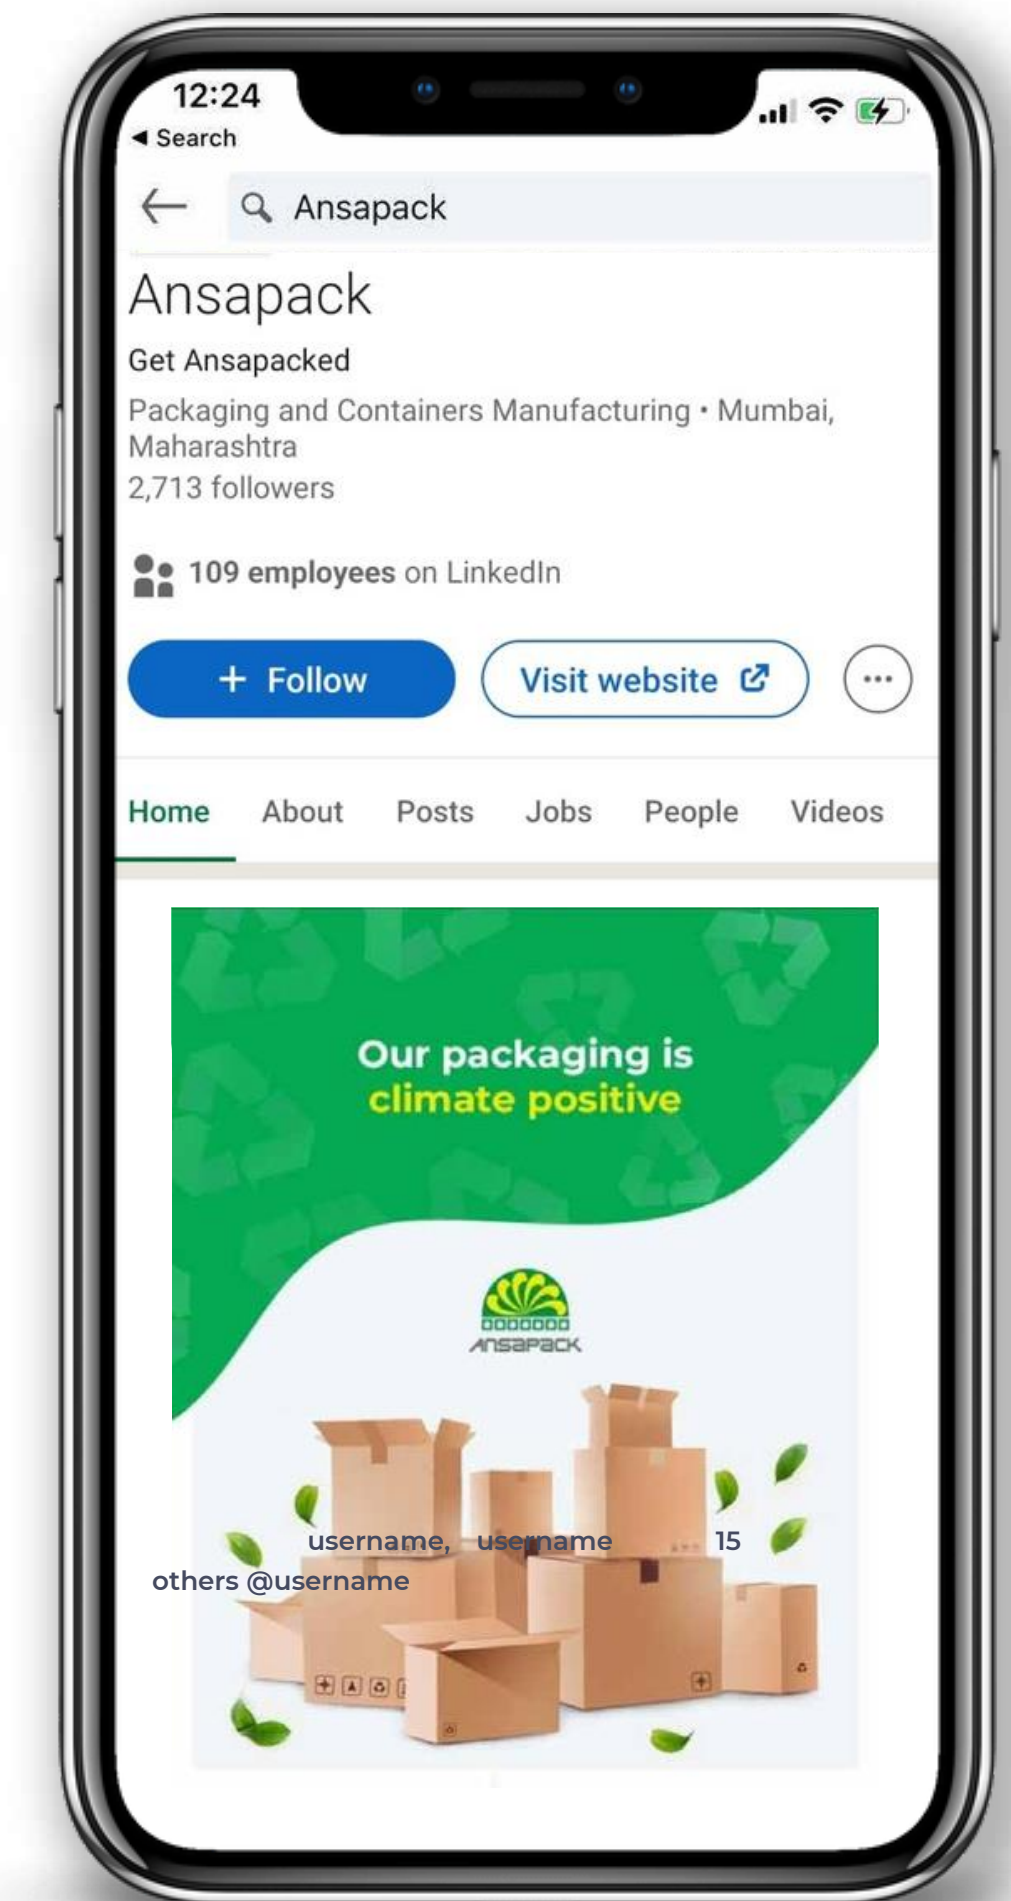 12:24
◀ Search
Ansapack
Ansapack
Get Ansapacked
Packaging and Containers Manufacturing • Mumbai,
Maharashtra
2,713 followers
109 employees on LinkedIn
+ Follow
Visit website
Home About Posts Jobs People Videos
Our packaging is
climate positive
ANSAPACK
username, username 15
others @username